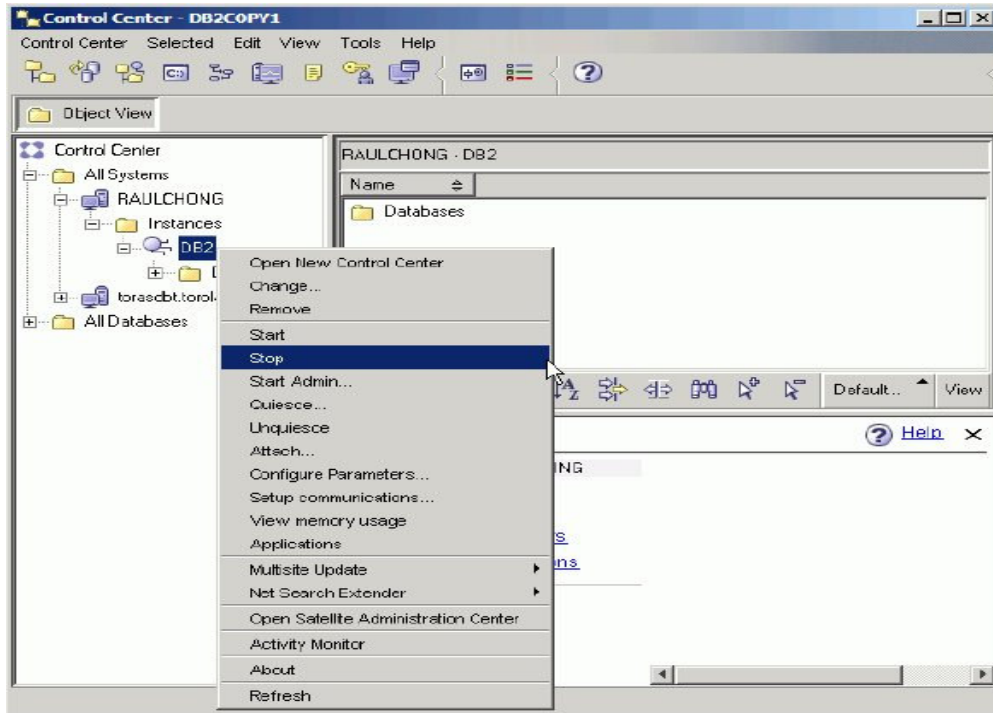 Control Center - DB2COPY1
Control Center Selected Edit View Tools Help
Object View
Control Center
All Systems
RAULCHONG
Instances
DB2
D
torasdbt.torol
All Databases
RAULCHONG - DB2
Name
Databases
Open New Control Center
Change...
Remove
Start
Stop
Start Admin...
Quiesce...
Unquiesce
Attach...
Configure Parameters...
Setup communications...
View memory usage
Applications
Multisite Update
Net Search Extender
Open Satellite Administration Center
Activity Monitor
About
Refresh
Default... View
Help
ING
s
ns